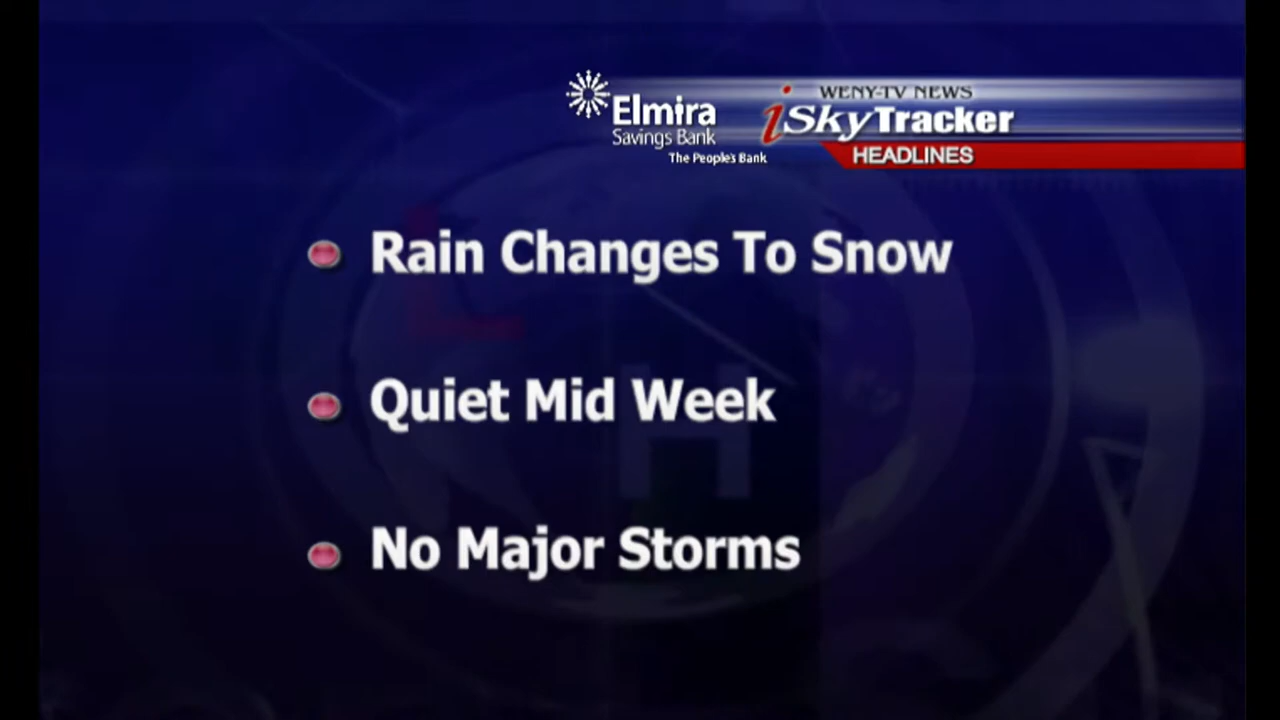 Elmira
Savings Bank
The People's Bank
WENY-TV NEWS
iSkyTracker
HEADLINES
Rain Changes To Snow
Quiet Mid Week
No Major Storms
H